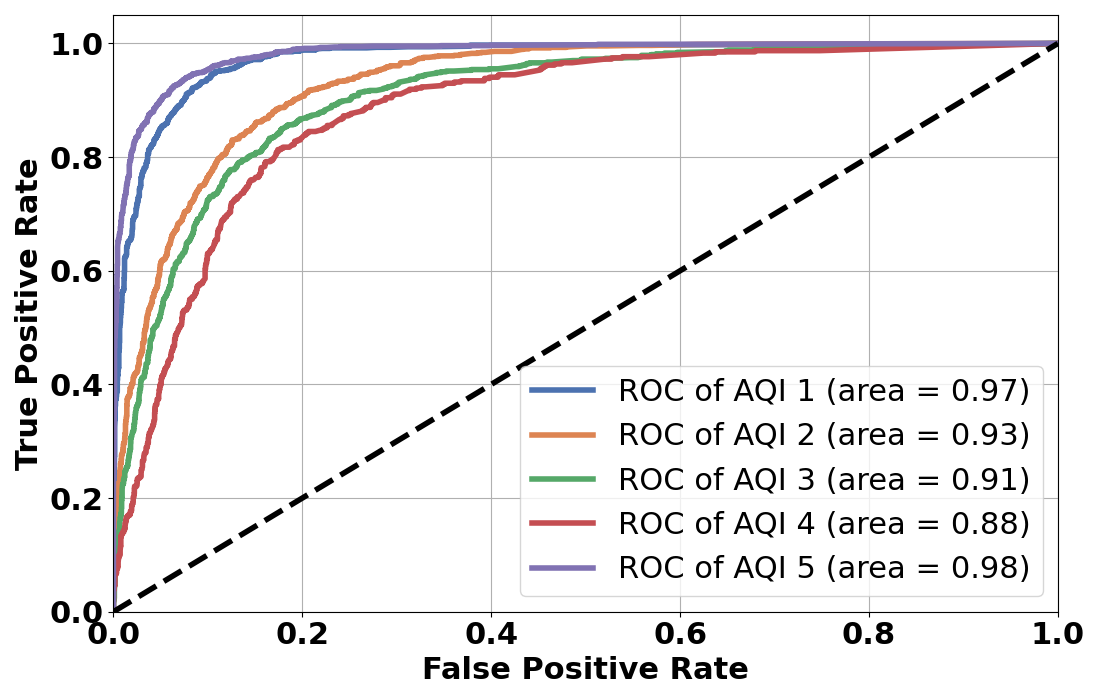 1.0
0.8
0.6
0.4
0.2
0.0
True Positive Rate
ROC of AQI 1 (area = 0.97)
ROC of AQI 2 (area = 0.93)
ROC of AQI 3 (area = 0.91)
ROC of AQI 4 (area = 0.88)
ROC of AQI 5 (area = 0.98)
0.0 0.2 0.4 0.6 0.8 1.0
False Positive Rate